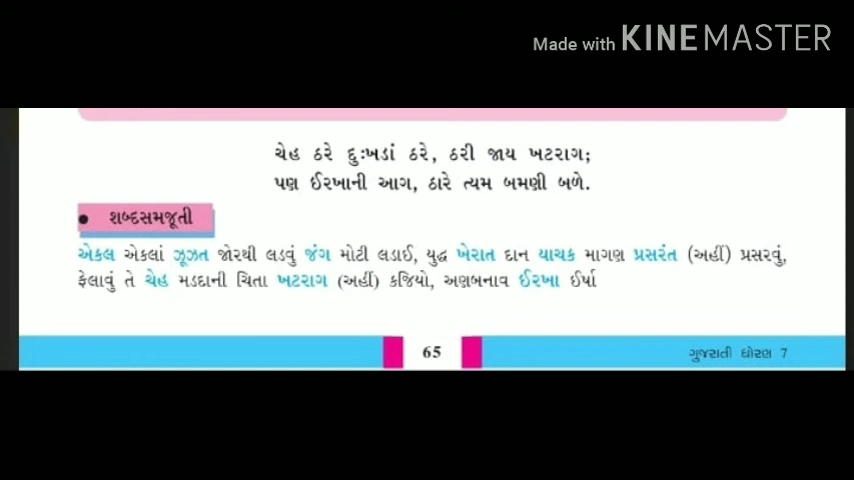 Made with KINEMASTER
ચેહ ઠરે દુઃખડાં ઠરે, ઠરી જાય ખટરાગ;
પણ ઈરખાની આગ, ઠારે ત્યમ બમણી બળે.
• શબ્દસમજૂતી
એકલ એકલાં ઝૂઝત જોરથી લડવું જંગ મોટી લડાઈ, યુદ્ધ ખેરાત દાન યાચક માગણ પ્રસરંત (અહીં) પ્રસરવું,
ફેલાવું તે ચેહ મડદાની ચિતા ખટરાગ (અહીં) કજિયો, અણબનાવ ઈરખા ઈર્ષા
65
ગુજરાતી ધોરણ 7